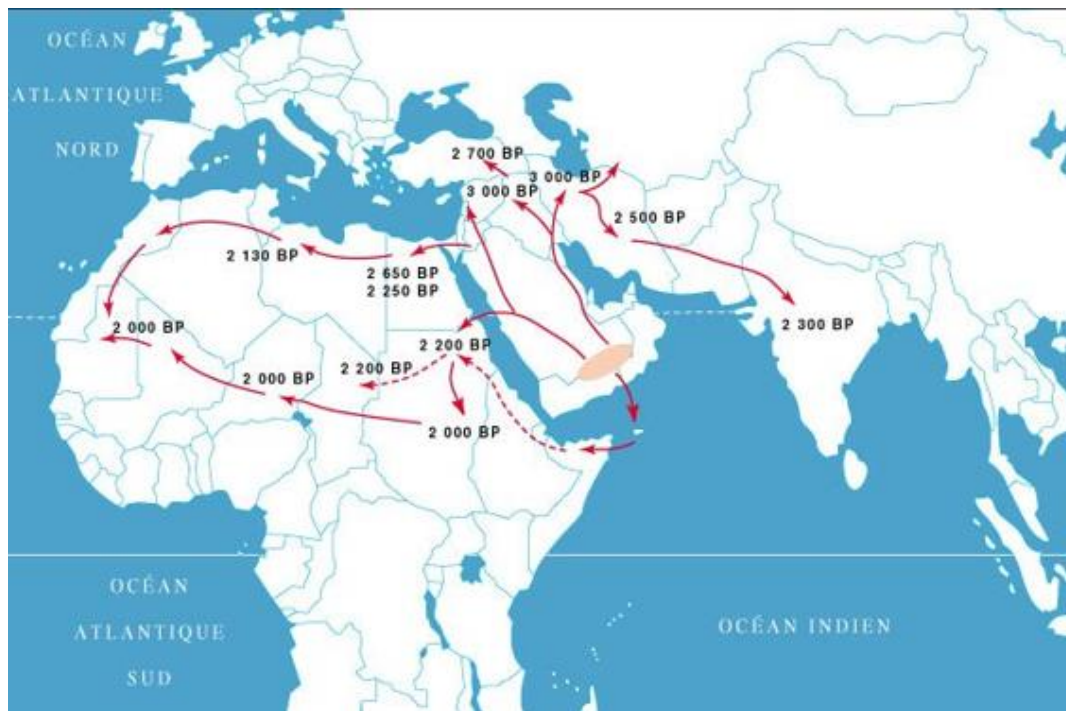 OCÉAN
ATLANTIQUE
NORD
2 700 BP
3 000 BP
3 000 BP
2 500 BP
2 130 BP
2 650 BP
2 250 BP
2 300 BP
2 000 BP
2 200 BP
2 200 BP
2 000 BP
2 000 BP
OCÉAN
ATLANTIQUE
SUD
OCÉAN INDIEN